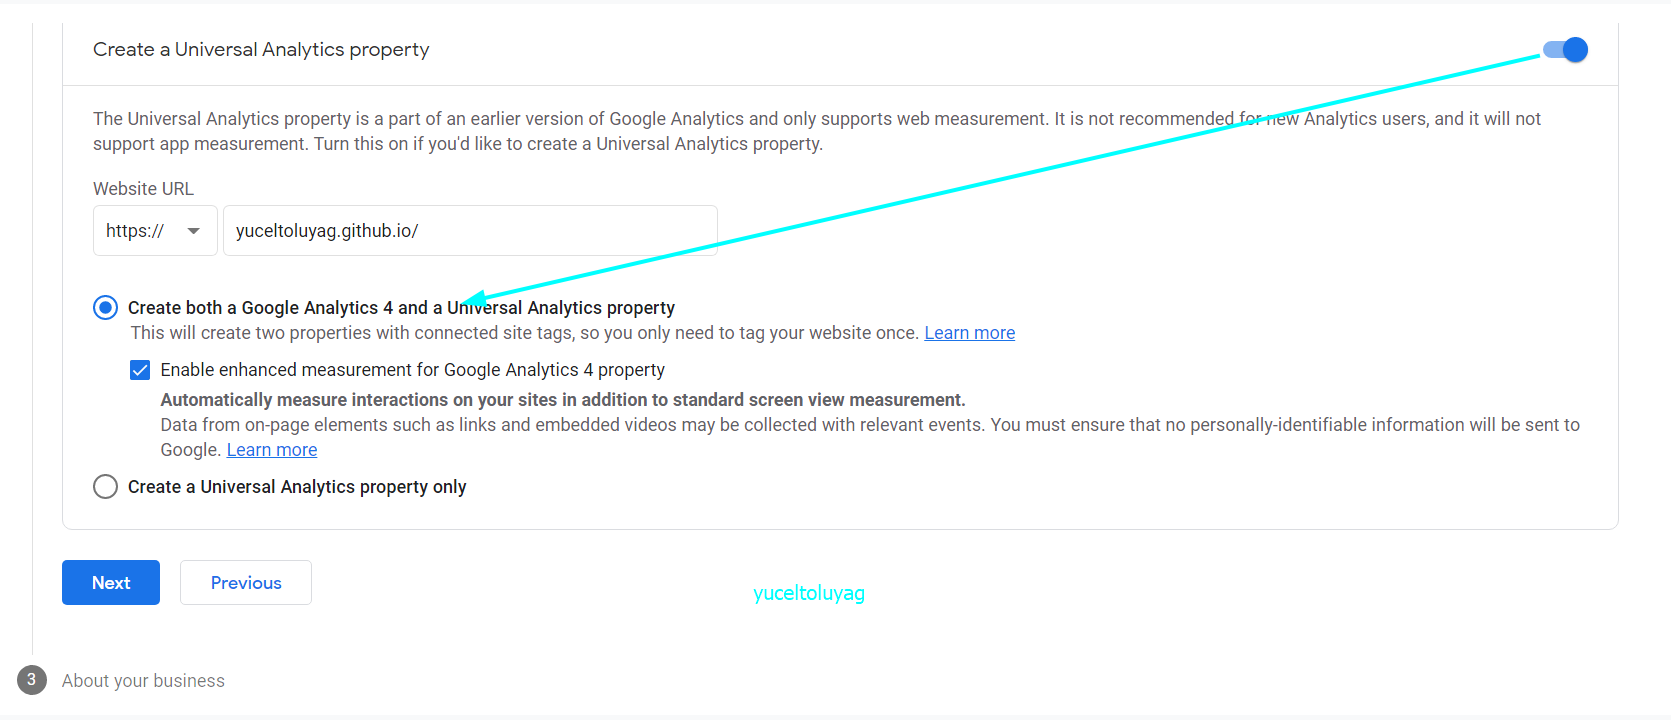 Create a Universal Analytics property
The Universal Analytics property is a part of an earlier version of Google Analytics and only supports web measurement. It is not recommended for new Analytics users, and it will not
support app measurement. Turn this on if you'd like to create a Universal Analytics property.
Website URL
https:// yuceltoluyag.github.io/
Create both a Google Analytics 4 and a Universal Analytics property
This will create two properties with connected site tags, so you only need to tag your website once. Learn more
Enable enhanced measurement for Google Analytics 4 property
Automatically measure interactions on your sites in addition to standard screen view measurement.
Data from on-page elements such as links and embedded videos may be collected with relevant events. You must ensure that no personally-identifiable information will be sent to
Google. Learn more
Create a Universal Analytics property only
Next Previous
yuceltoluyag
3 About your business